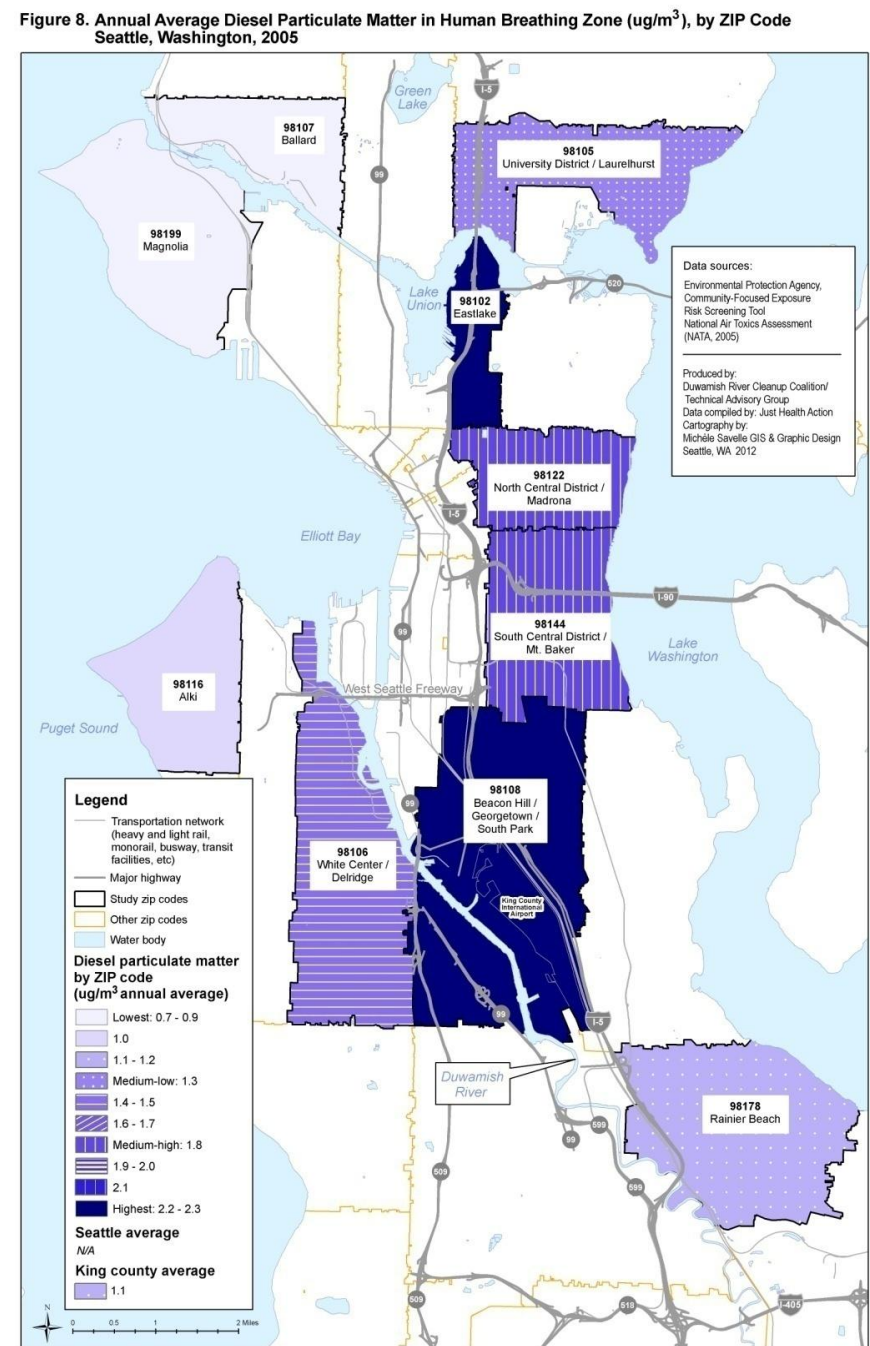 Figure 8. Annual Average Diesel Particulate Matter in Human Breathing Zone (ug/m³), by ZIP Code
Seattle, Washington, 2005
Green
Lake
I-5
98107
Ballard
99
98105
University District / Laurelhurst
98199
Magnolia
Lake
Union
98102
Eastlake
520
Data sources:
Environmental Protection Agency,
Community-Focused Exposure
Risk Screening Tool
National Air Toxics Assessment
(NATA, 2005)
Produced by:
Duwamish River Cleanup Coalition/
Technical Advisory Group
Data compiled by: Just Health Action
Cartography by:
Michéle Savelle GIS & Graphic Design
Seattle, WA 2012
98122
North Central District /
Madrona
I-5
Elliott Bay
I-90
99
98144
South Central District /
Mt. Baker
Lake
Washington
98116
Alki
West Seattle Freeway
Puget Sound
98108
Beacon Hill /
Georgetown /
South Park
99
98106
White Center /
Delridge
King County
International
Airport
99
I-5
Duwamish
River
98178
Rainier Beach
599
99
509
599
509
518
I-405
Legend
Transportation network
(heavy and light rail,
monorail, busway, transit
facilities, etc)
Major highway
Study zip codes
Other zip codes
Water body
Diesel particulate matter
by ZIP code
(ug/m³ annual average)
Lowest: 0.7 - 0.9
1.0
1.1 - 1.2
Medium-low: 1.3
1.4 - 1.5
1.6 - 1.7
Medium-high: 1.8
1.9 - 2.0
2.1
Highest: 2.2 - 2.3
Seattle average
N/A
King county average
1.1
N
0 0.5 1 2 Miles